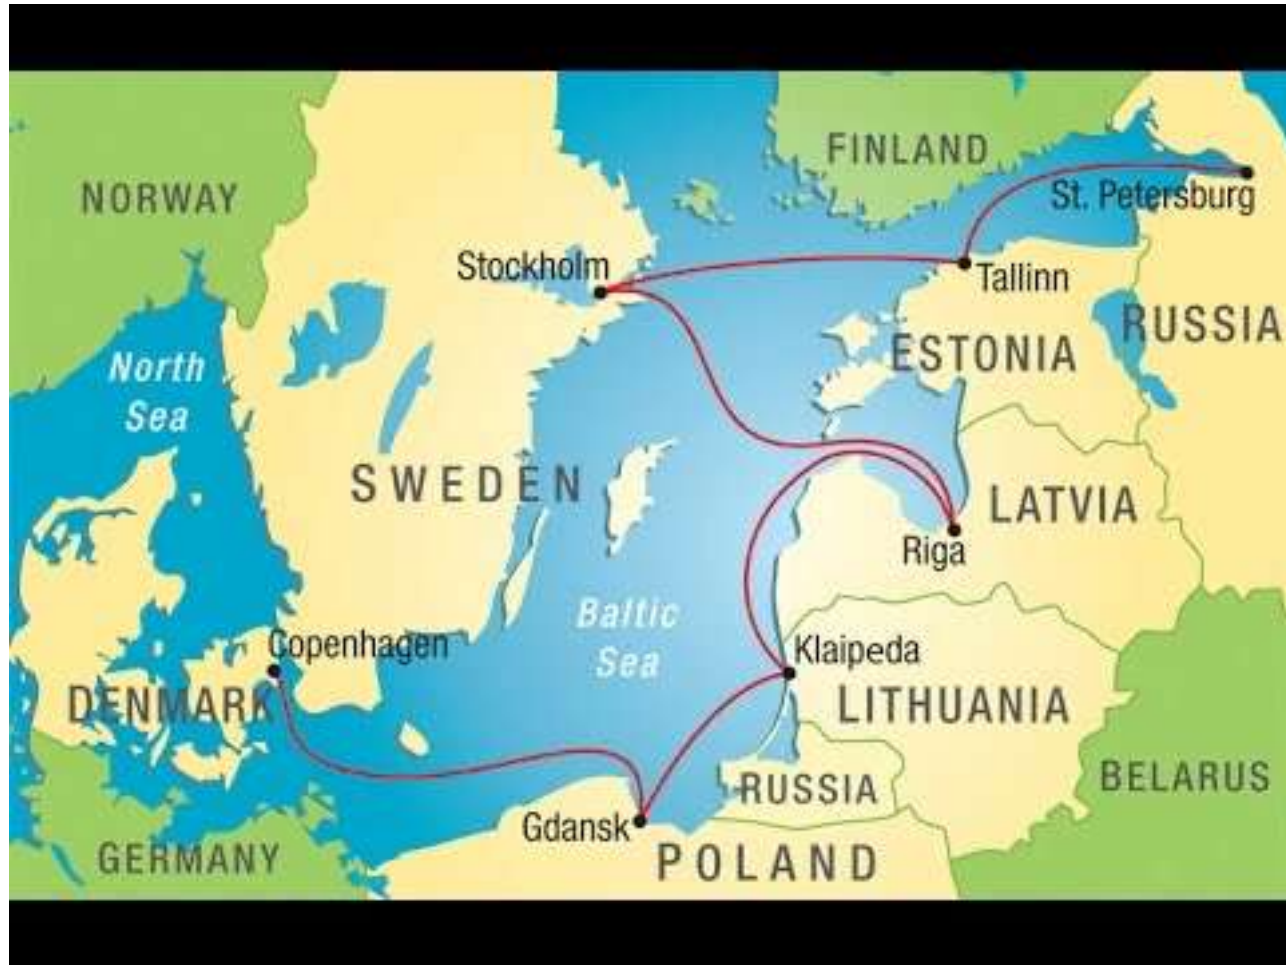 FINLAND
NORWAY
St. Petersburg
Stockholm
Tallinn
RUSSIA
ESTONIA
North
Sea
SWEDEN
LATVIA
Riga
Baltic
Sea
Copenhagen
Klaipeda
DENMARK
LITHUANIA
RUSSIA
BELARUS
Gdansk
GERMANY
POLAND